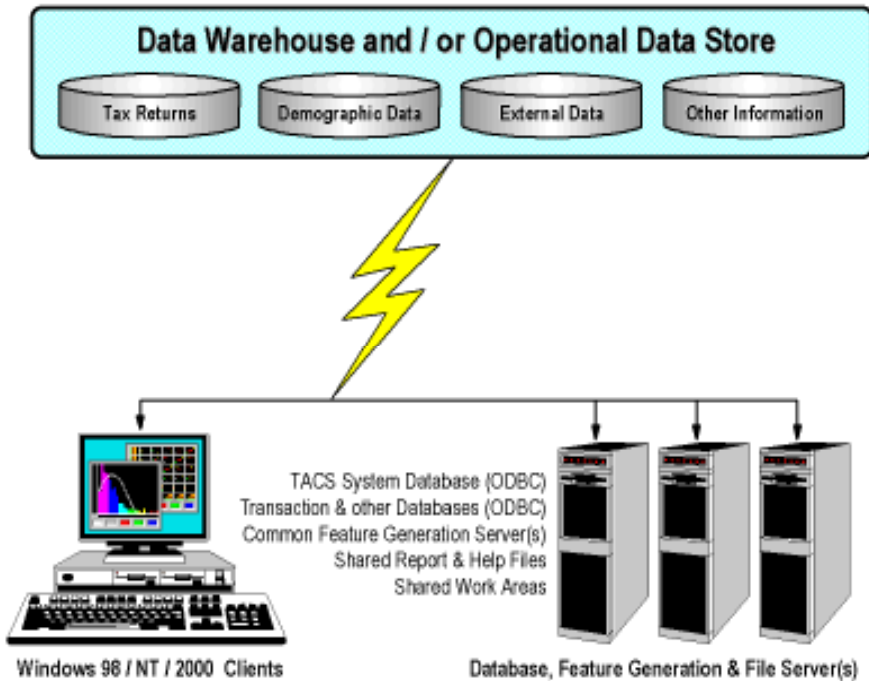 Data Warehouse and / or Operational Data Store
Tax Returns
Demographic Data
External Data
Other Information
TACS System Database (ODBC)
Transaction & other Databases (ODBC)
Common Feature Generation Server(s)
Shared Report & Help Files
Shared Work Areas
Windows 98 / NT / 2000 Clients
Database, Feature Generation & File Server(s)